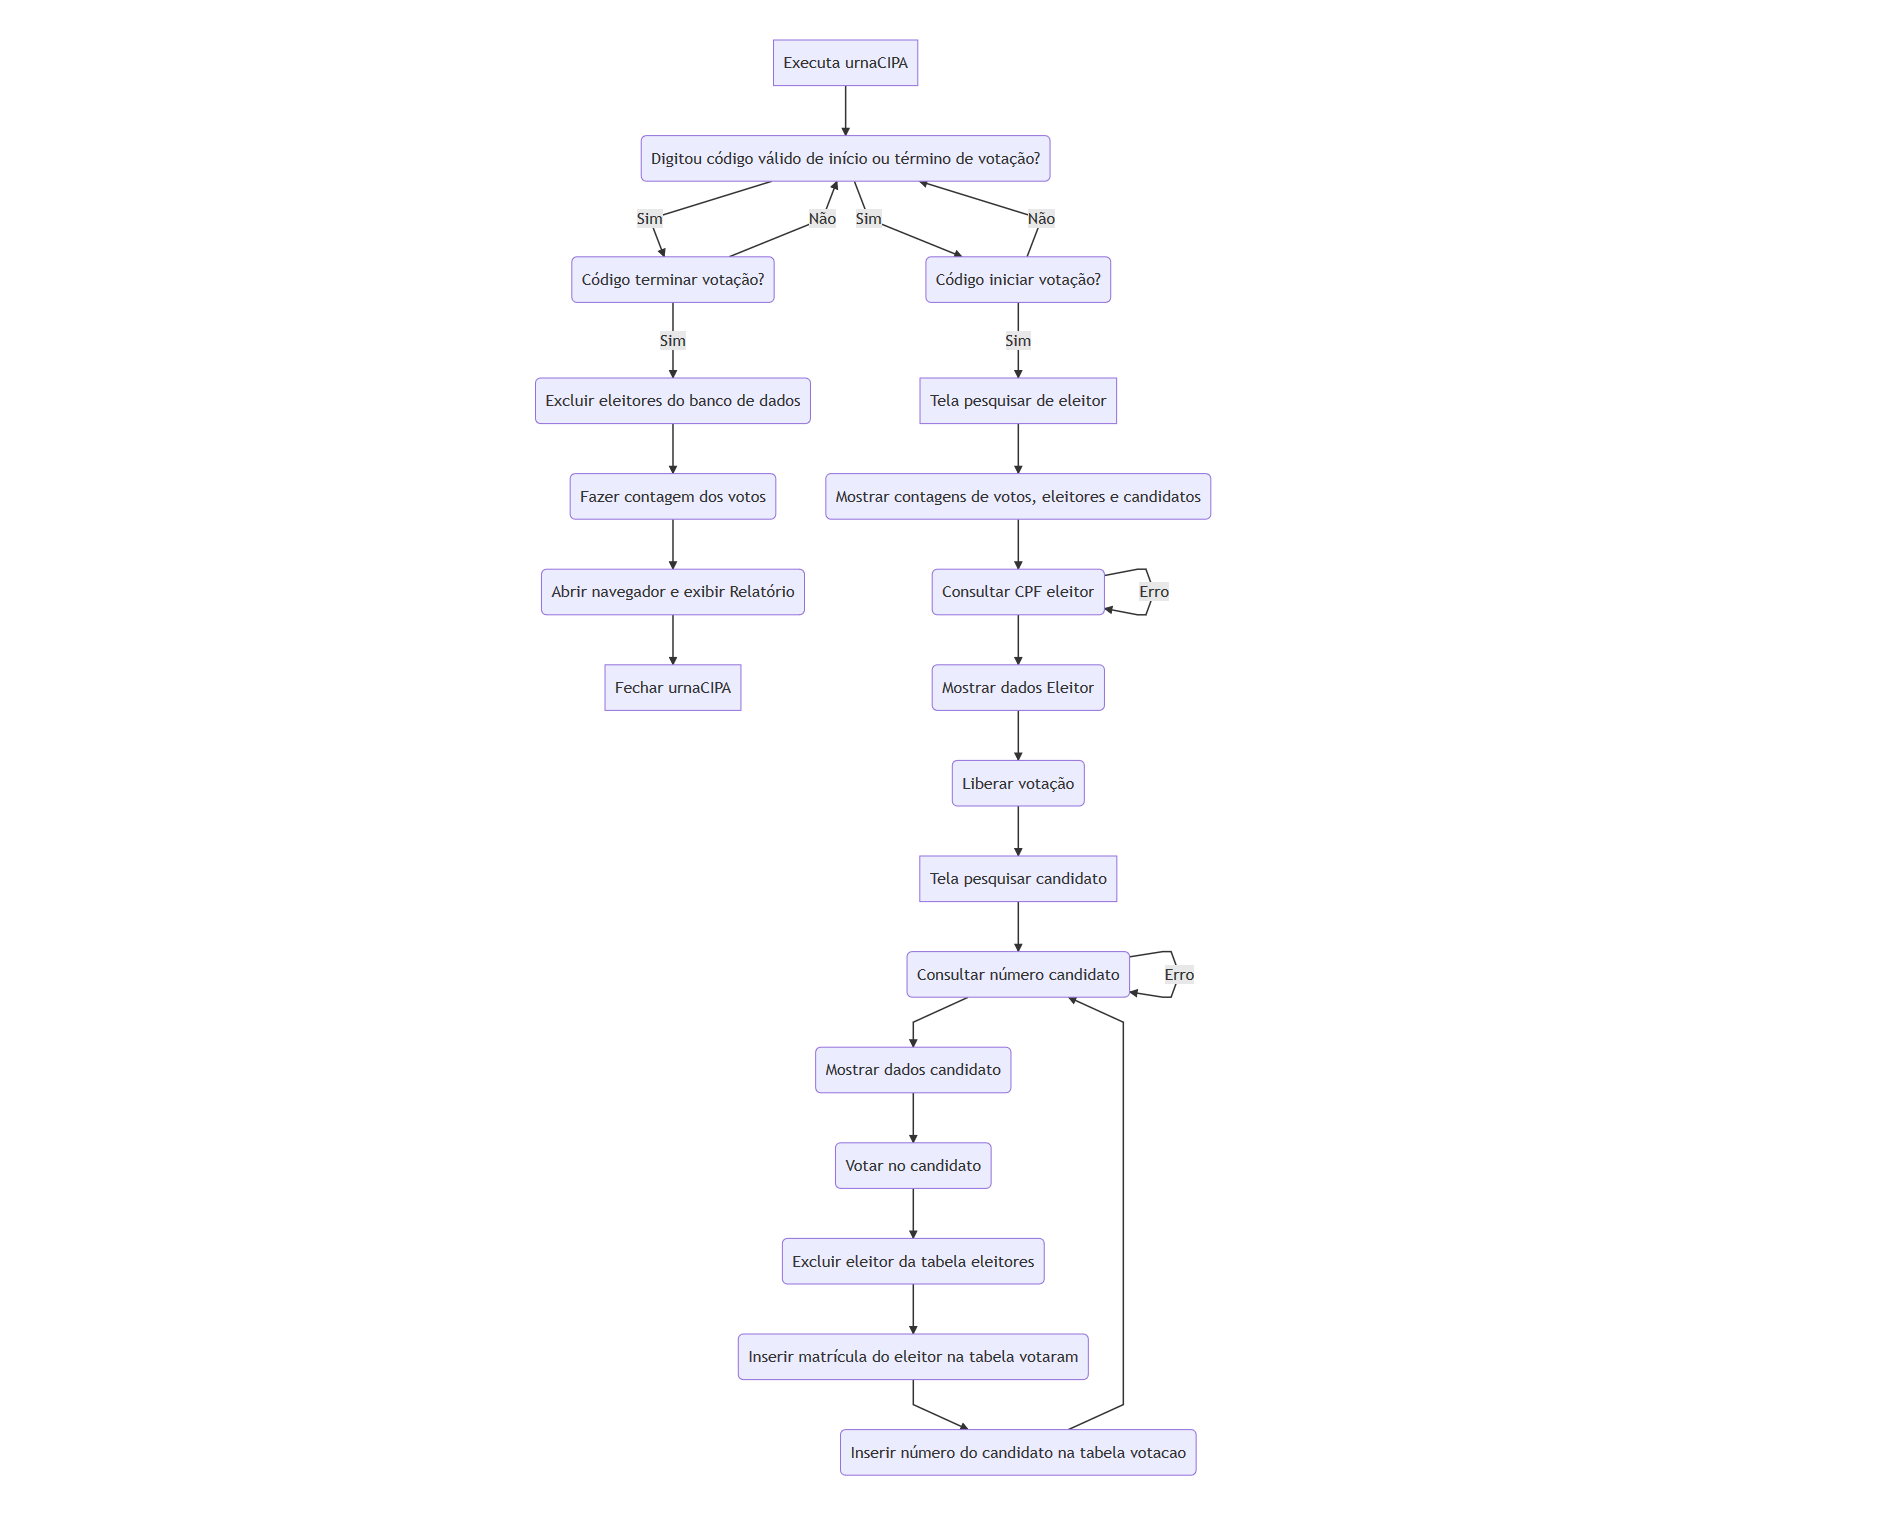 Executa urnaCIPA
Digitou código válido de início ou término de votação?
Sim
Não
Sim
Não
Código terminar votação?
Código iniciar votação?
Sim
Sim
Excluir eleitores do banco de dados
Tela pesquisar de eleitor
Fazer contagem dos votos
Mostrar contagens de votos, eleitores e candidatos
Abrir navegador e exibir Relatório
Consultar CPF eleitor
Erro
Fechar urnaCIPA
Mostrar dados Eleitor
Liberar votação
Tela pesquisar candidato
Consultar número candidato
Erro
Mostrar dados candidato
Votar no candidato
Excluir eleitor da tabela eleitores
Inserir matrícula do eleitor na tabela votaram
Inserir número do candidato na tabela votacao